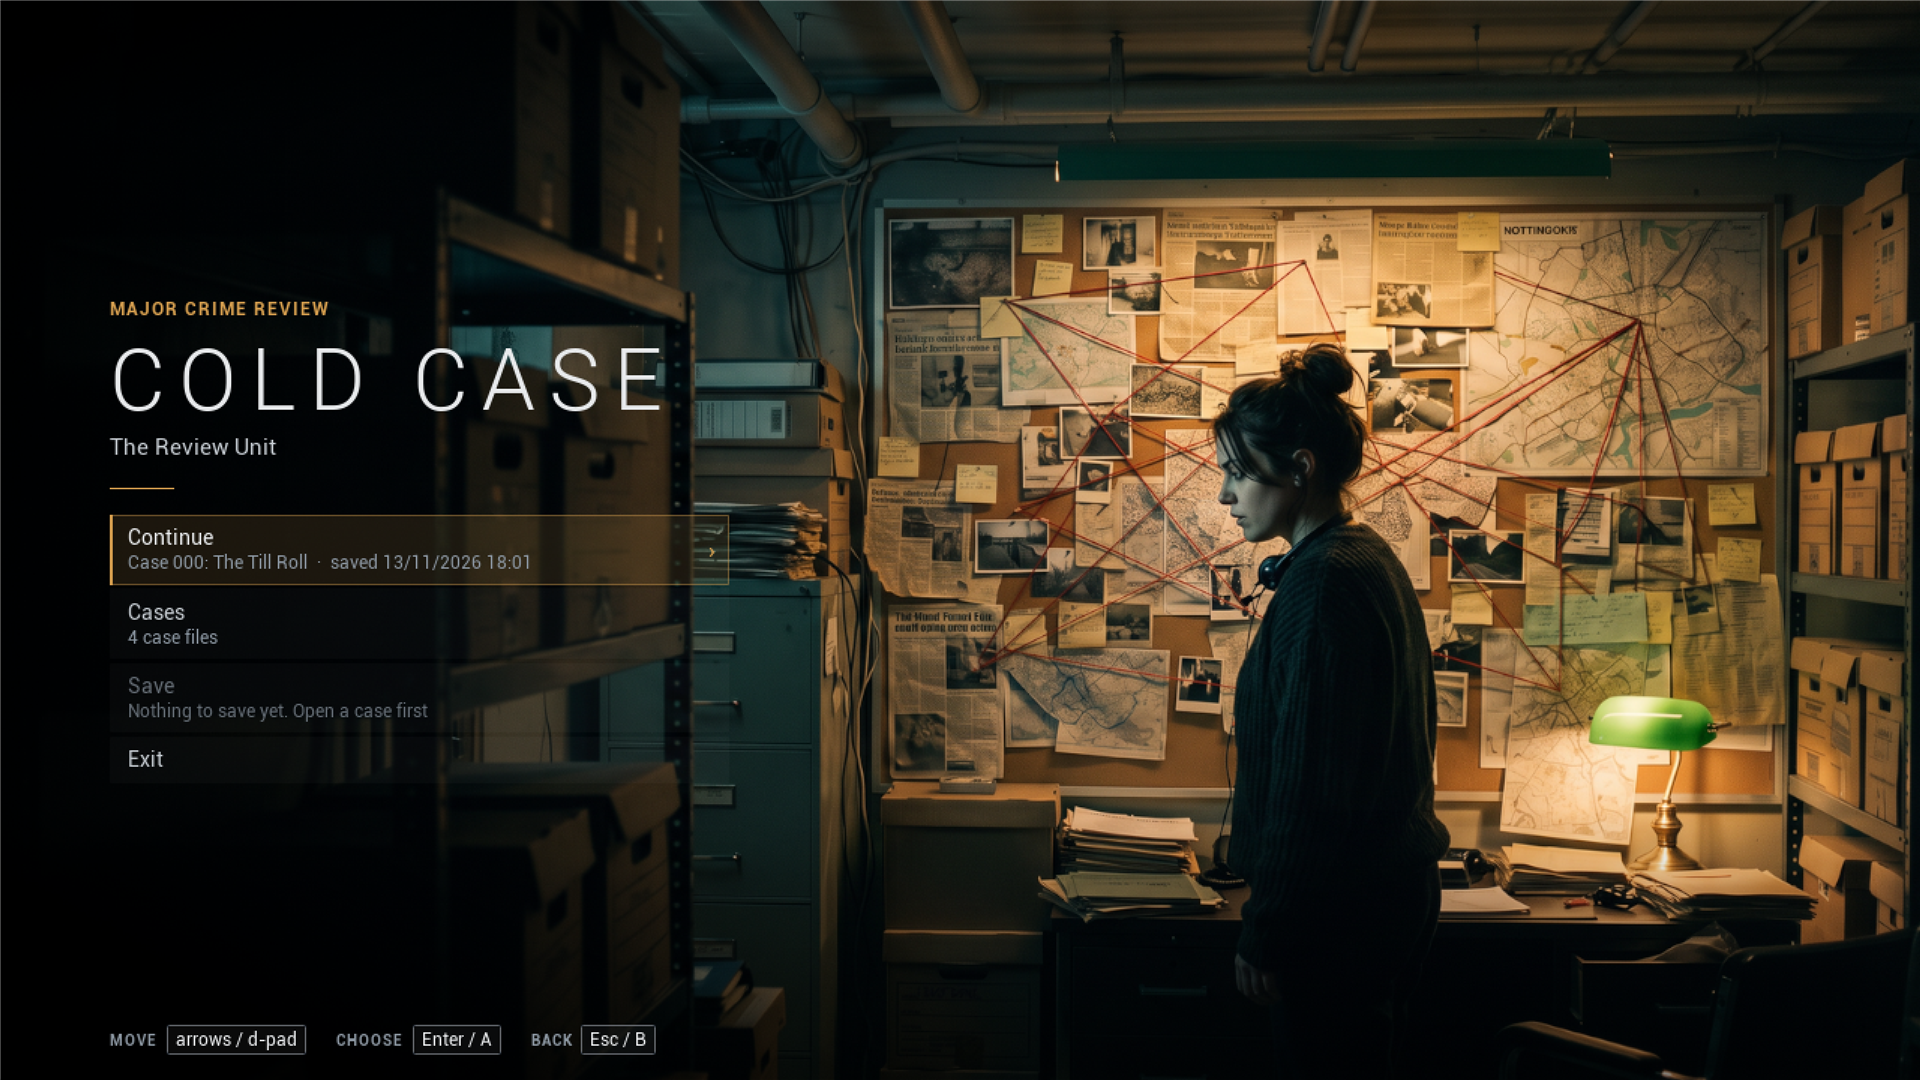 MAJOR CRIME REVIEW
COLD CASE
The Review Unit
Continue
Case 000: The Till Roll · saved 13/11/2026 18:01
Cases
4 case files
Save
Nothing to save yet. Open a case first
Exit
MOVE arrows / d-pad CHOOSE Enter / A BACK Esc / B